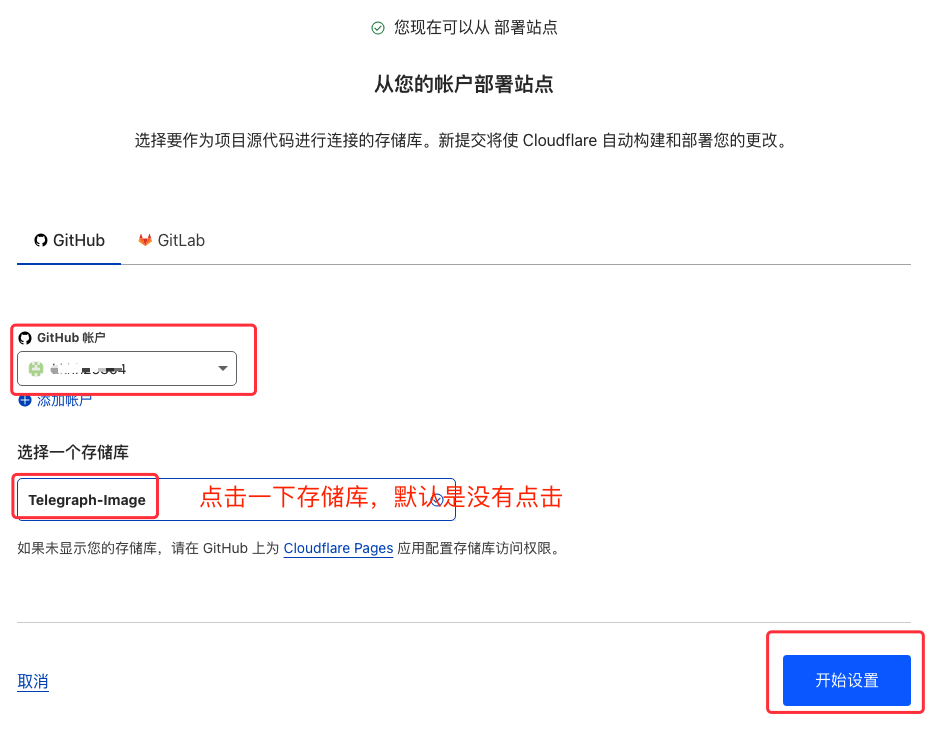 您现在可以从 部署站点
从您的帐户部署站点
选择要作为项目源代码进行连接的存储库。新提交将使 Cloudflare 自动构建和部署您的更改。
GitHub GitLab
GitHub 帐户
添加帐户
选择一个存储库
Telegraph-Image 点击一下存储库，默认是没有点击
如果未显示您的存储库，请在 GitHub 上为 Cloudflare Pages 应用配置存储库访问权限。
取消 开始设置